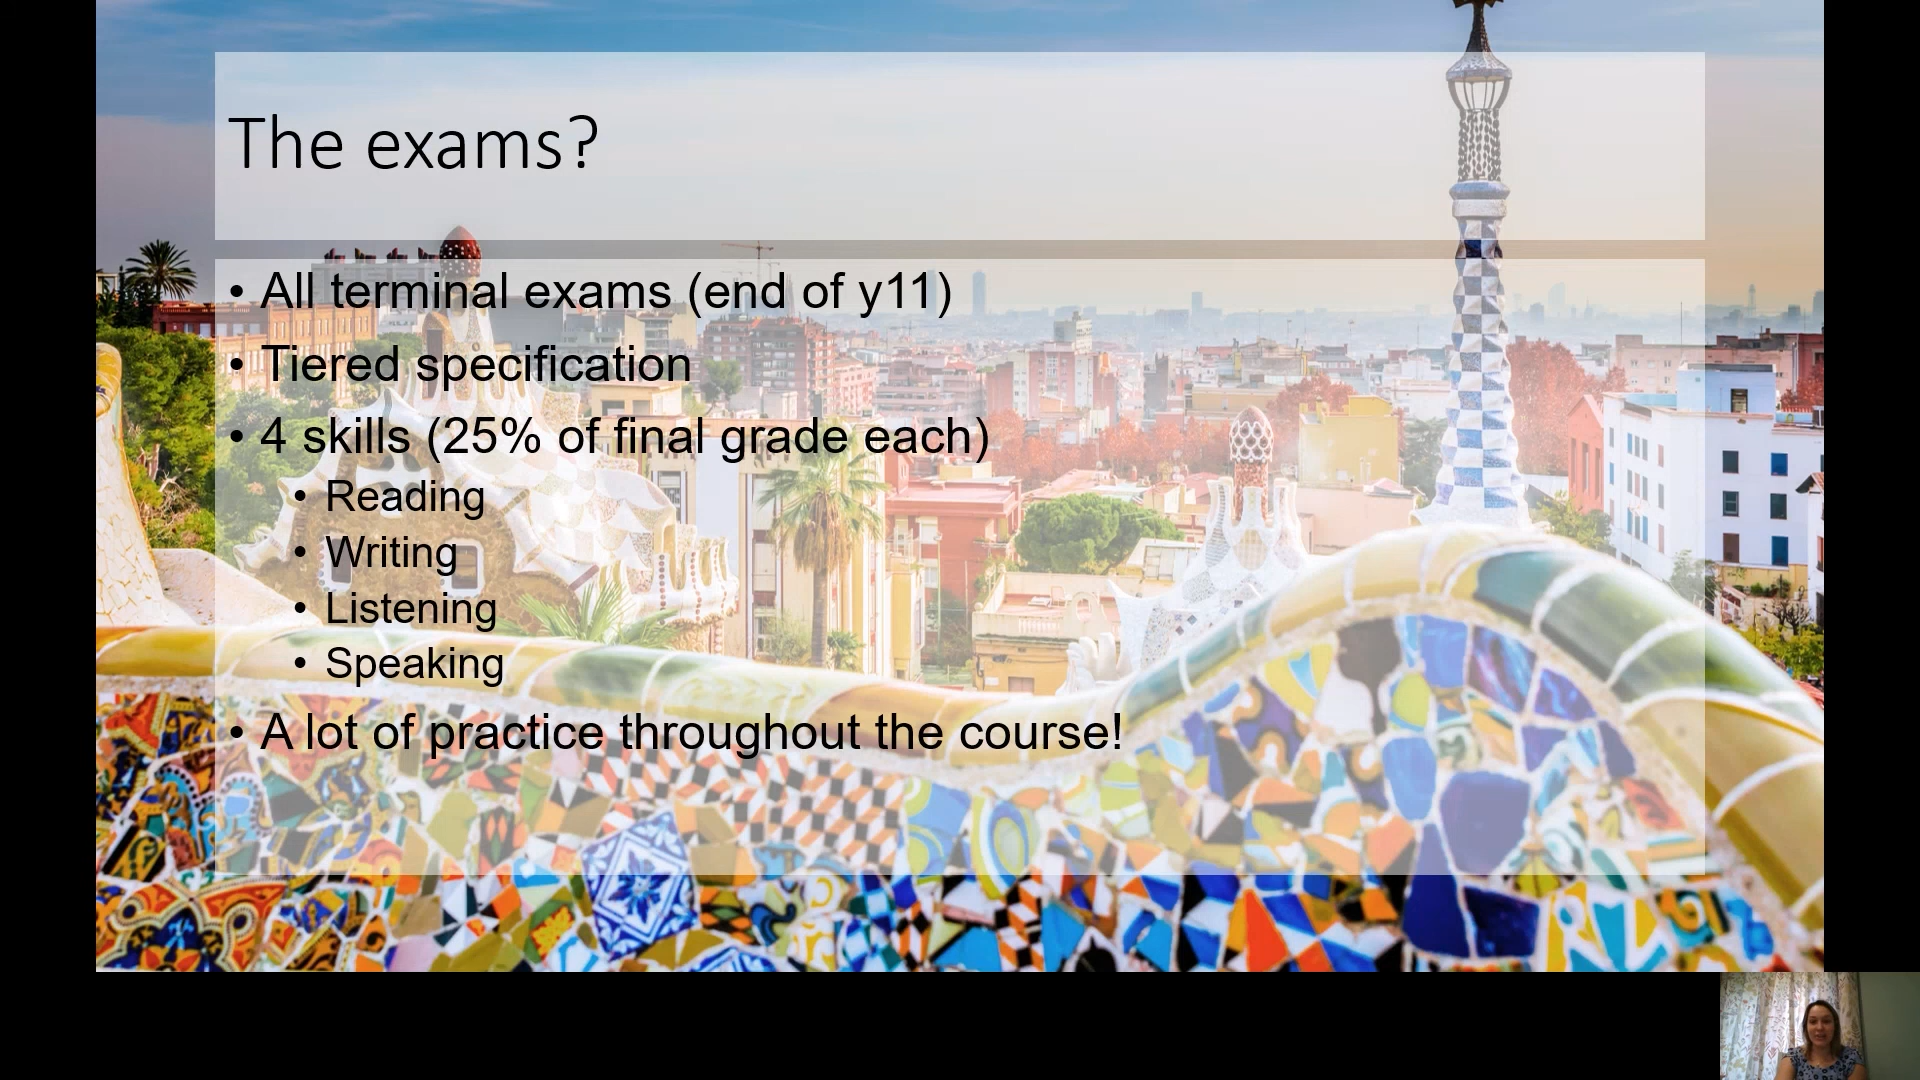 The exams?
• All terminal exams (end of y11)
• Tiered specification
• 4 skills (25% of final grade each)
• Reading
• Writing
• Listening
• Speaking
• A lot of practice throughout the course!